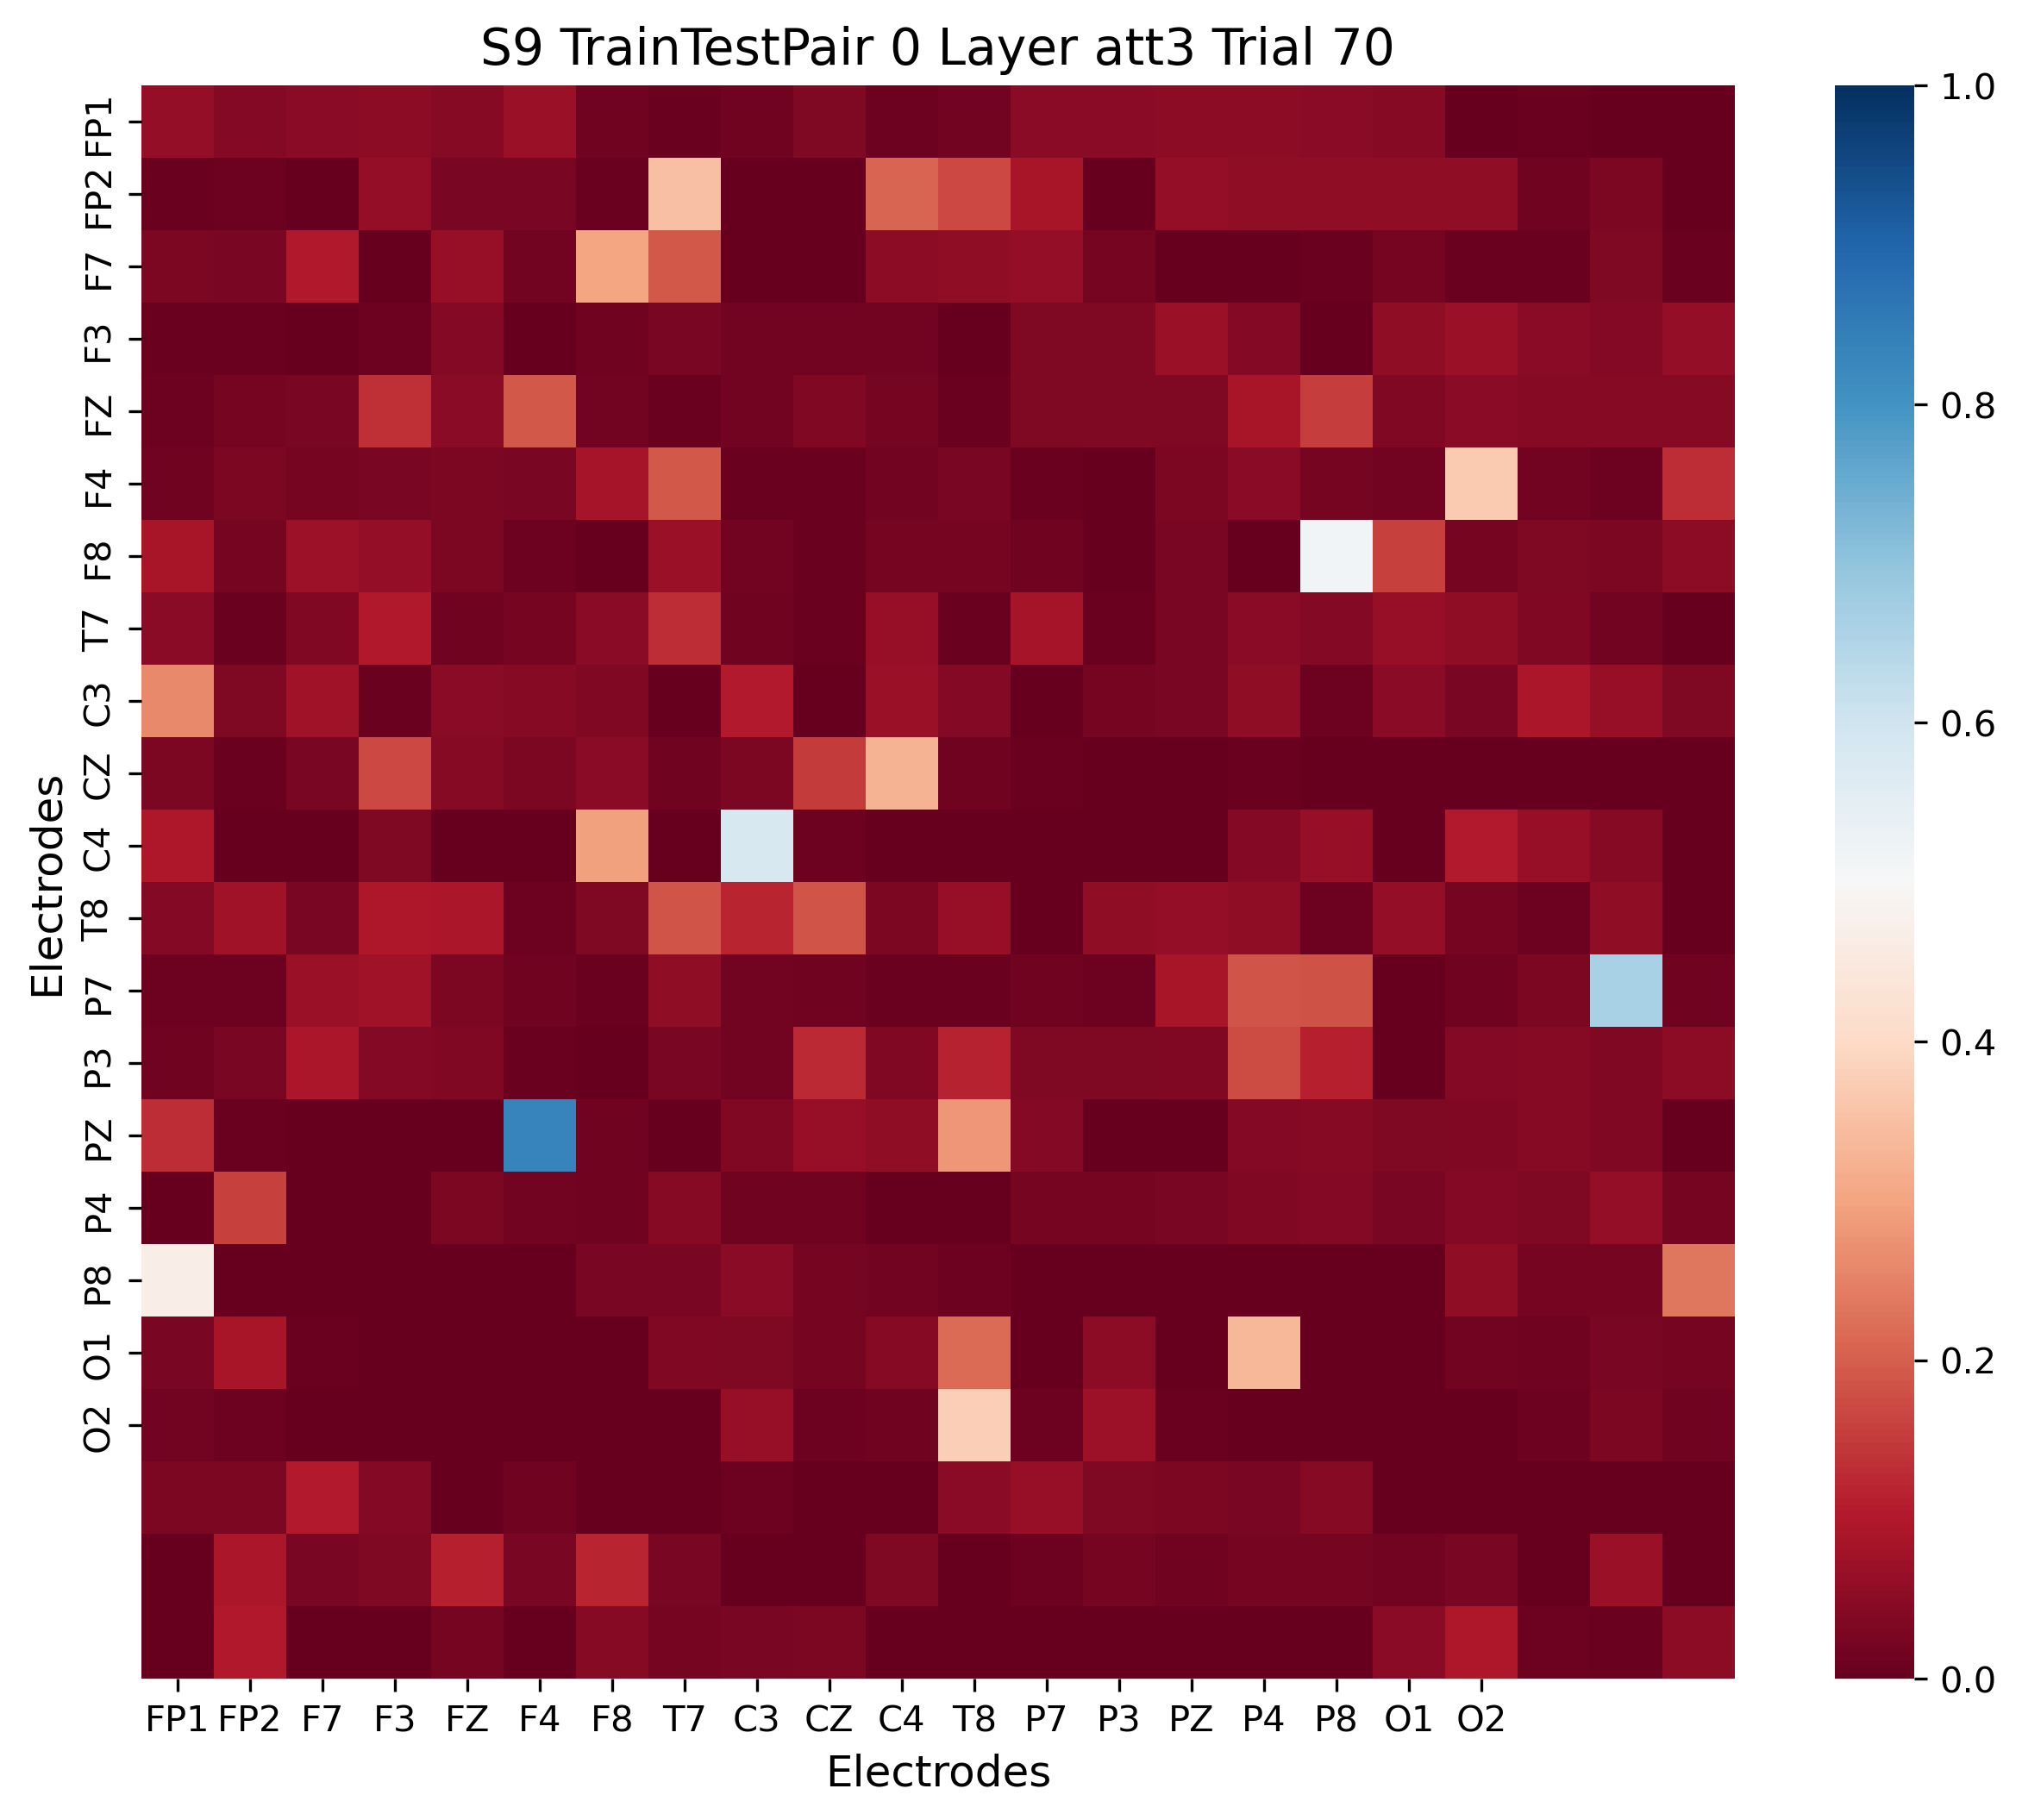 S9 TrainTestPair 0 Layer att3 Trial 70
Electrodes
FP1
FP2
F7
F3
FZ
F4
F8
T7
C3
CZ
C4
T8
P7
P3
PZ
P4
P8
O1
O2
FP1 FP2 F7 F3 FZ F4 F8 T7 C3 CZ C4 T8 P7 P3 PZ P4 P8 O1 O2
Electrodes
1.0
0.8
0.6
0.4
0.2
0.0